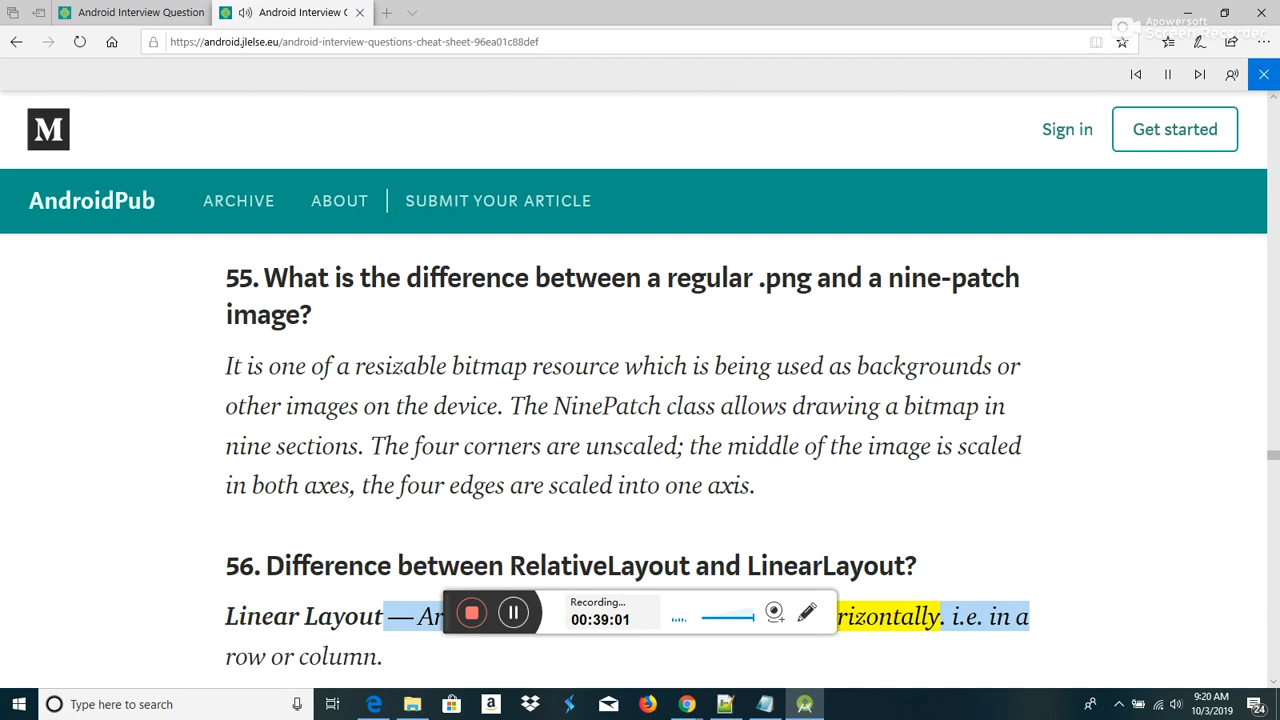 Android Interview Question
Android Interview C
Apowersoft
Screen Recorder
https://android.jlelse.eu/android-interview-questions-cheat-sheet-96ea01c88def
M
Sign in
Get started
AndroidPub
ARCHIVE
ABOUT
SUBMIT YOUR ARTICLE
55. What is the difference between a regular .png and a nine-patch
image?
It is one of a resizable bitmap resource which is being used as backgrounds or
other images on the device. The NinePatch class allows drawing a bitmap in
nine sections. The four corners are unscaled; the middle of the image is scaled
in both axes, the four edges are scaled into one axis.
56. Difference between RelativeLayout and LinearLayout?
Linear Layout — Ar
rizontally. i.e. in a
Recording...
00:39:01
row or column.
Type here to search
9:20 AM
10/3/2019
24